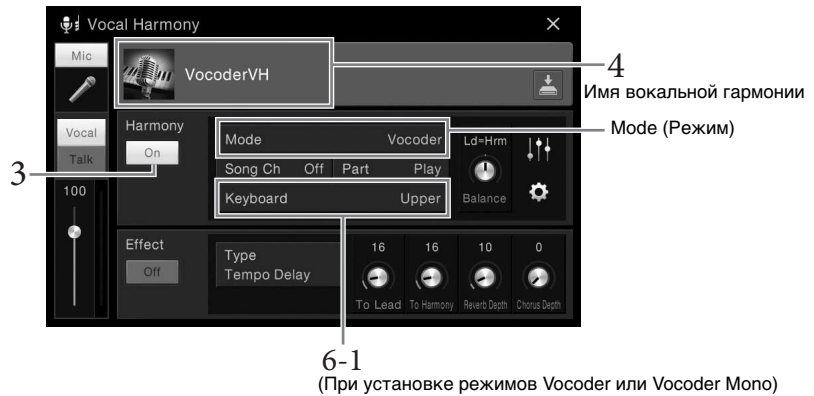 Vocal Harmony
Mic
VocoderVH
4
Имя вокальной гармонии
Vocal
Talk
Harmony
On
Mode Vocoder
Mode (Режим)
Song Ch Off Part Play
Ld=Hrm
Balance
3
Keyboard Upper
100
Effect
Off
Type
Tempo Delay
16 16 10 0
To Lead To Harmony Reverb Depth Chorus Depth
6-1
(При установке режимов Vocoder или Vocoder Mono)